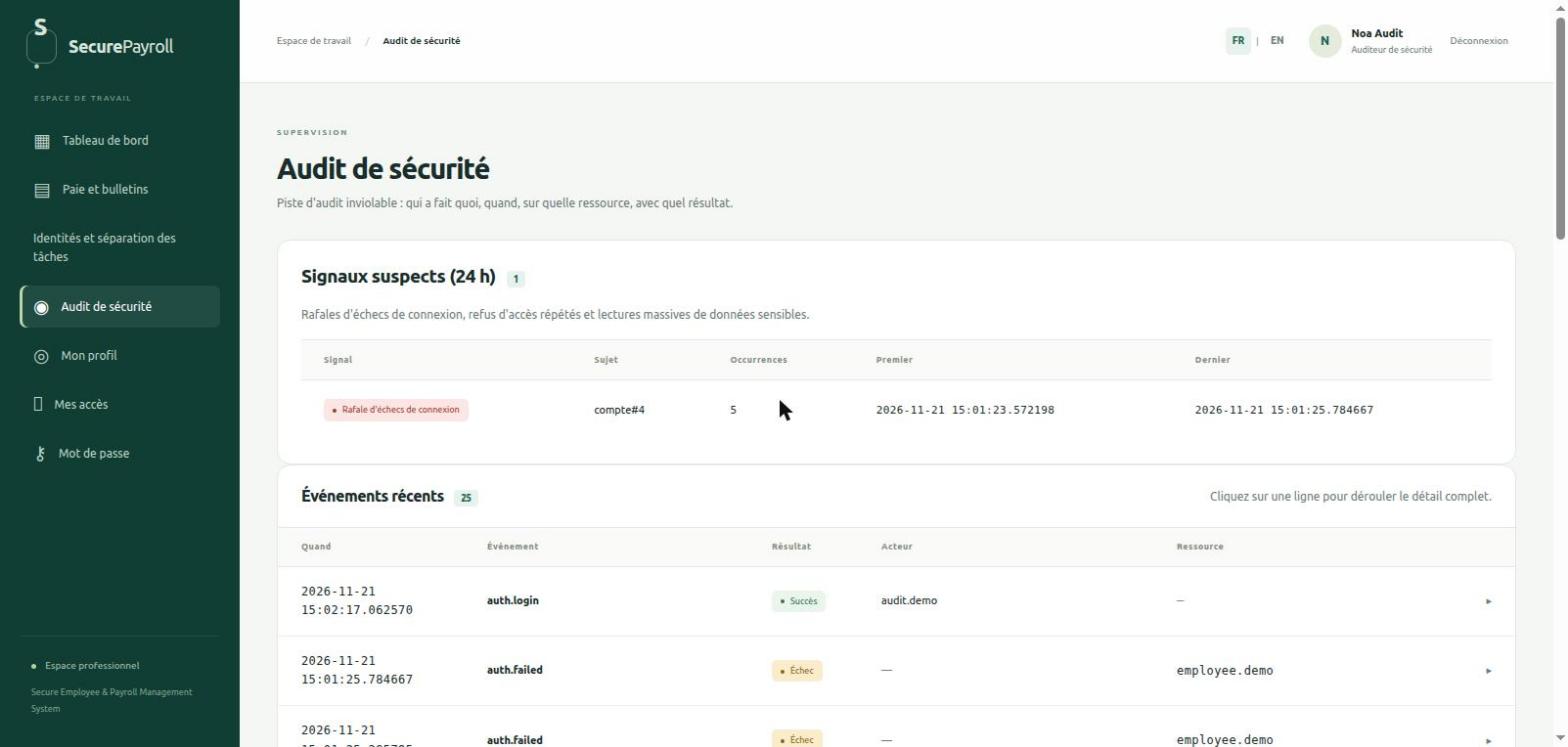 S
SecurePayroll
ESPACE DE TRAVAIL
Tableau de bord
Paie et bulletins
Identités et séparation des
tâches
Audit de sécurité
Mon profil
Mes accès
Mot de passe
Espace professionnel
Secure Employee & Payroll Management
System
Espace de travail / Audit de sécurité
FR | EN
N
Noa Audit
Auditeur de sécurité
Déconnexion
SUPERVISION
Audit de sécurité
Piste d'audit inviolable : qui a fait quoi, quand, sur quelle ressource, avec quel résultat.
Signaux suspects (24 h) 1
Rafales d'échecs de connexion, refus d'accès répétés et lectures massives de données sensibles.
Signal Sujet Occurrences Premier Dernier
Rafale d'échecs de connexion compte#4 5 2026-11-21 15:01:23.572198 2026-11-21 15:01:25.784667
Événements récents 25
Cliquez sur une ligne pour dérouler le détail complet.
Quand Événement Résultat Acteur Ressource
2026-11-21
15:02:17.062570
auth.login Succès audit.demo —
2026-11-21
15:01:25.784667
auth.failed Échec — employee.demo
2026-11-21
auth.failed Échec — employee.demo